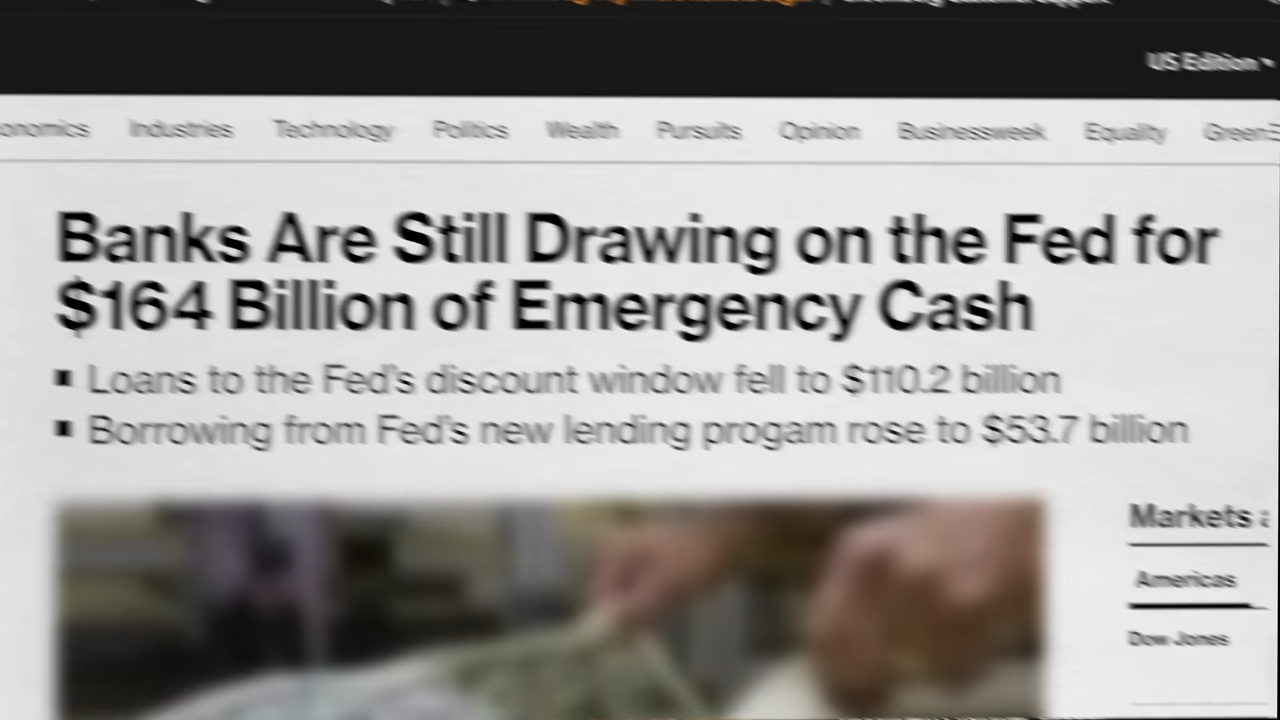 US Edition
Industries Technology Politics Wealth Pursuits Opinion Businessweek Equality
Banks Are Still Drawing on the Fed for
$164 Billion of Emergency Cash
Loans to the Fed's discount window fell to $110.2 billion
Borrowing from Fed's new lending progam rose to $53.7 billion
Markets
Americas
Dow Jones